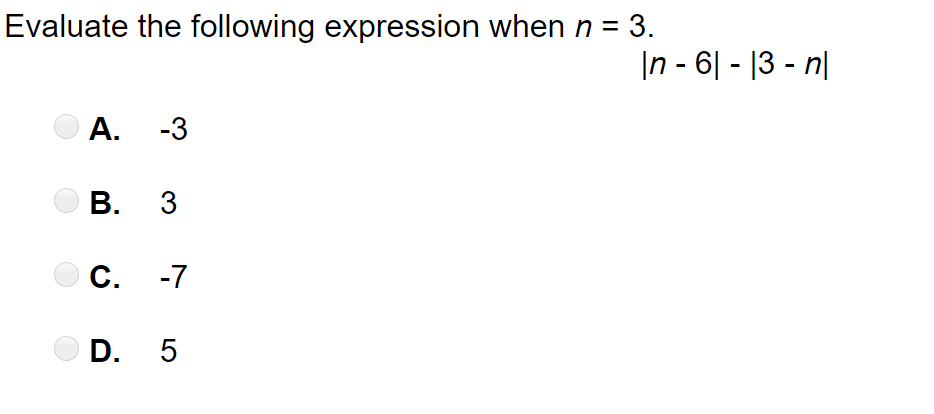 Evaluate the following expression when n = 3.
|n - 6| - |3 - n|
A. -3
B. 3
C. -7
D. 5